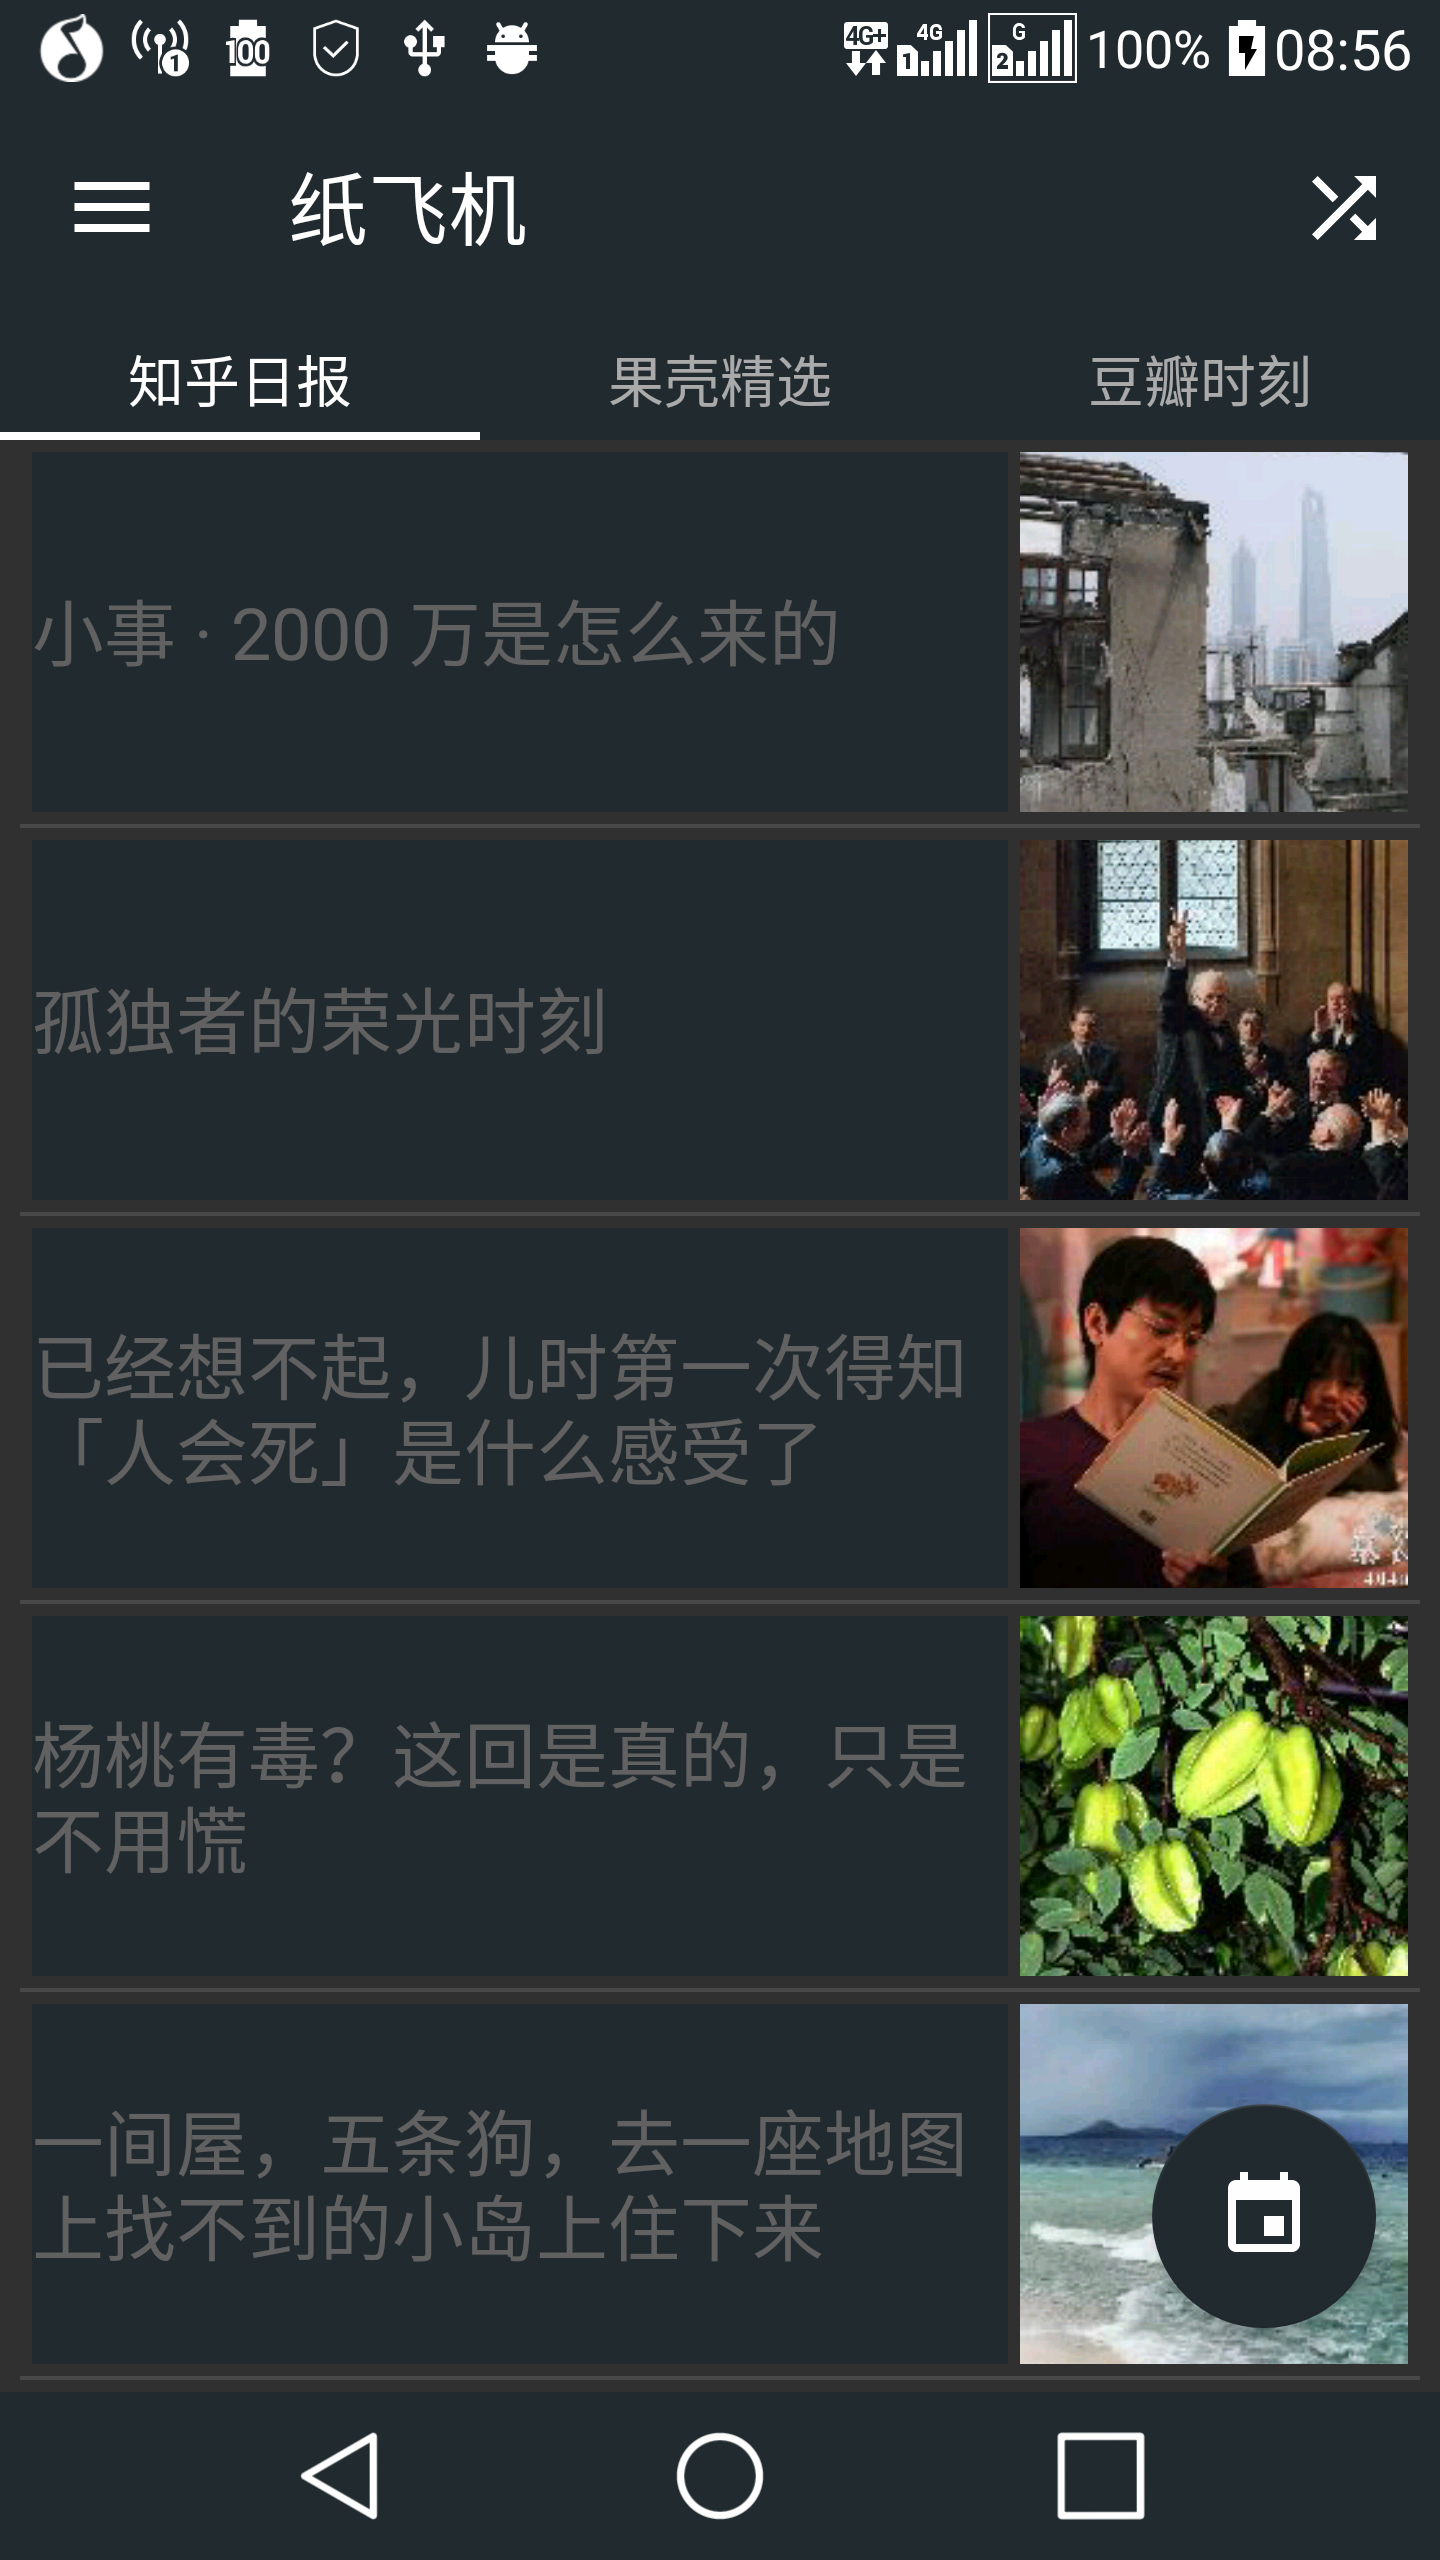 1 100 4G+ 1 4G 2 G 100% 08:56
纸飞机
知乎日报 果壳精选 豆瓣时刻
小事 · 2000 万是怎么来的
孤独者的荣光时刻
已经想不起，儿时第一次得知
「人会死」是什么感受了
杨桃有毒？这回是真的，只是
不用慌
一间屋，五条狗，去一座地图
上找不到的小岛上住下来